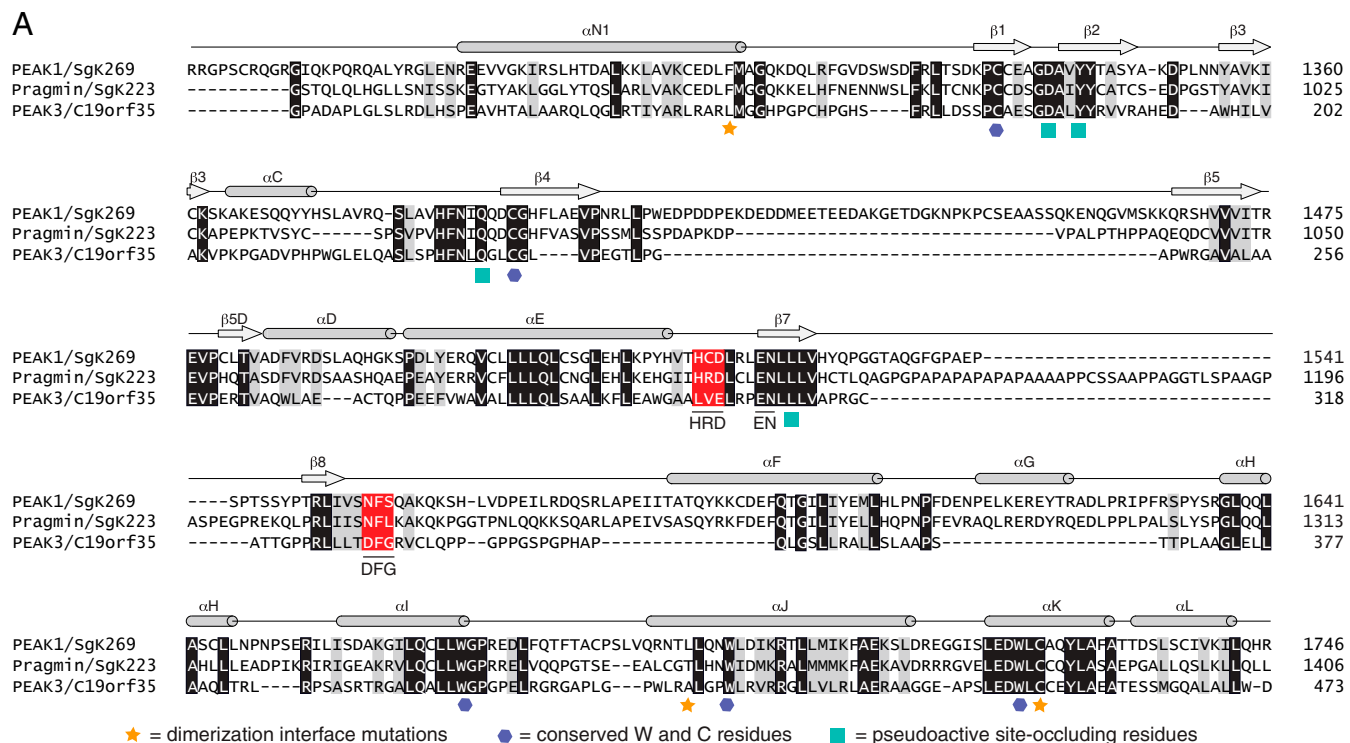 A
αN1 β1 β2 β3
PEAK1/SgK269 RRGPSCRQGRGIQKPQRQALYRGLENREEVVGKIRSLHTDALKKLAVKCEDLFMAGQKDQLRFGVDSWSDFRLTSDKPCCEAGDAVYYTASYA-KDPLNNYAVKI 1360
Pragmin/SgK223 ----------GSTQLQLHGLLSNISSKEGTYAKLGGLYTQSLARLVAKCEDLFMGGQKKELHFNENNWSLFKLTCNKPCCDSGDAIYYCATCS-EDPGSTYAVKI 1025
PEAK3/C19orf35 ----------GPADAPLGLSLRDLHSPEAVHTALAARQLQGLRTIYARLRARLMGGHPGPCHPGHS---FRLLDSSPCAESGDALYYRVVRAHED---AWHILV 202
β3 αC β4 β5
PEAK1/SgK269 CKSKAKESQQYYHSLAVRQ-SLAVHFNIQQDCGHFLAEVPNRLLPWEDPDDPEKDEDDMEETEEDAKGETDGKNPKPCSEAASSQKENQGVMSKKQRSHVVVITR 1475
Pragmin/SgK223 CKAPEPKTVSYC------SPSVPVHFNIQQDCGHFVASVPSSMLSSPDAPKDP-------------------------------VPALPTHPPAQEQDCVVVITR 1050
PEAK3/C19orf35 AKVPKPGADVPHPWGLELQASLSPHFNLQGLCGL---VPEGTLPG------------------------------------------------APWRGAVALAA 256
β5D αD αE β7
PEAK1/SgK269 EVPCLTVADFVRDSLAQHGKSPDLYERQVCLLLLQLCSGLEHLKPYHVTHCDLRLENLLLVHYQPGGTAQGFGPAEP---------------------------- 1541
Pragmin/SgK223 EVPHQTASDFVRDSAASHQAEPEAYERRVCFLLLQLCNGLEHLKEHGIIHRDLCLENLLLVHCTLQAGPGPAPAPAPAPAPAAAAPPCSSAAPPAGGTLSPAAGP 1196
PEAK3/C19orf35 EVPERTVAQWLAE---ACTQPPEEFVWAVALLLLQLSAALKFLEAWGAALVELRPENLLLVAPRGC--------------------------------------- 318
HRD EN
β8 αF αG αH
PEAK1/SgK269 ----SPTSSYPTRLIVSNFSQAKQKSH-LVDPEILRDQSRLAPEIITATQYKKCDEFQTGILIYEMLHLPNPFDENPELKEREYTRADLPRIPFRSPYSRGLQQL 1641
Pragmin/SgK223 ASPEGPREKQLPRLIISNFLKAKQKPGGTPNLQQKKSQARLAPEIVSASQYRKFDEFQTGILIYELLHQPNPFEVRAQLRERDYRQEDLPPLPALSLYSPGLQQL 1313
PEAK3/C19orf35 ------ATTGPPRLLLTDFGRVCLQPP--GPPGSPGPHAP----------------QLGSLLRALLSLAAPS---------------------TTPLAAGLELL 377
DFG
αH αI αJ αK αL
PEAK1/SgK269 ASCLLNPNPSERILISDAKGILQCLLWGPREDLFQTFTACPSLVQRNTLLQNWLDIKRTLLMIKFAEKSLDREGGISLEDWLCAQYLAFATTDSLSCIVKILQHR 1746
Pragmin/SgK223 AHLLLEADPIKRIRIGEAKRVLQCLLWGPRRELVQQPGTSE--EALCGTLHNWIDMKRALMMMKFAEKAVDRRRGVELEDWLCCQYLASAEPGALLQSLKLLQLL 1406
PEAK3/C19orf35 AAQLTRL----RPSASRTRGALQALLWGPGPELRGRGAPLG------PWLRALGPWLRVRRGLLVLRLAERAAGGE-APSLEDWLCCEYLAEATESSMGQALALLW-D 473
= dimerization interface mutations = conserved W and C residues = pseudoactive site-occluding residues